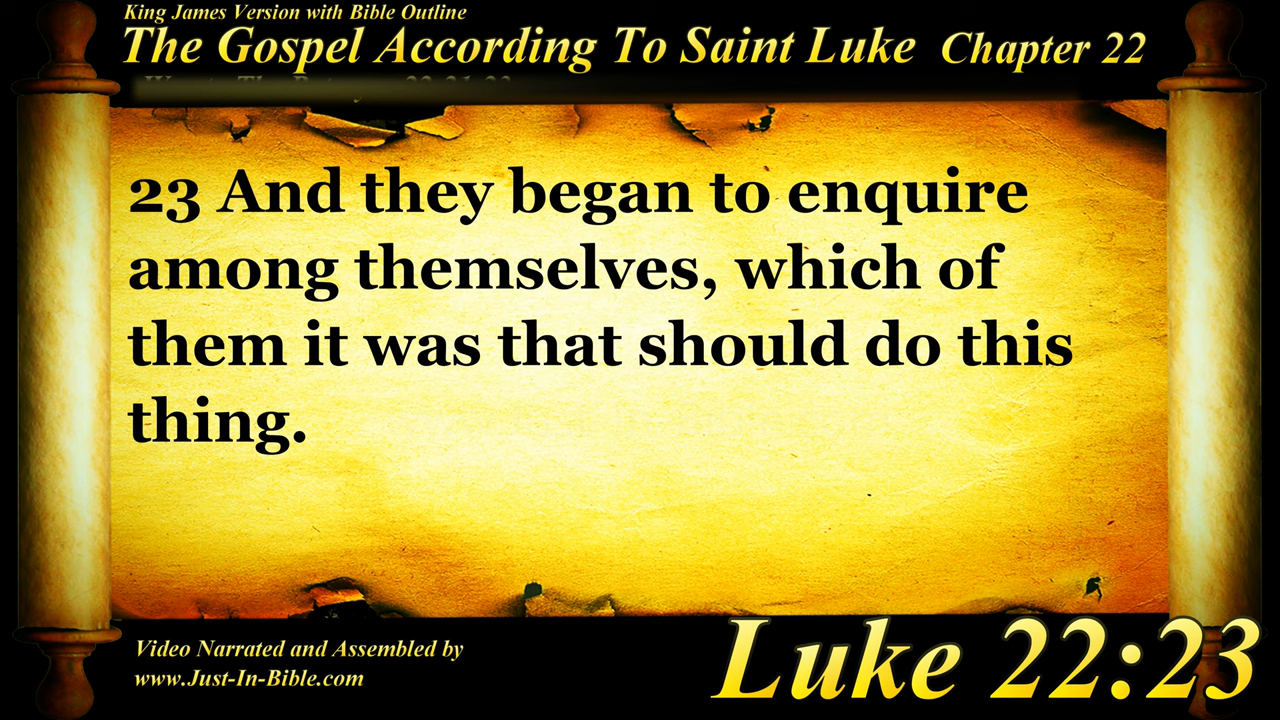 King James Version with Bible Outline
The Gospel According To Saint Luke Chapter 22
23 And they began to enquire
among themselves, which of
them it was that should do this
thing.
Video Narrated and Assembled by
www.Just-In-Bible.com
Luke 22:23